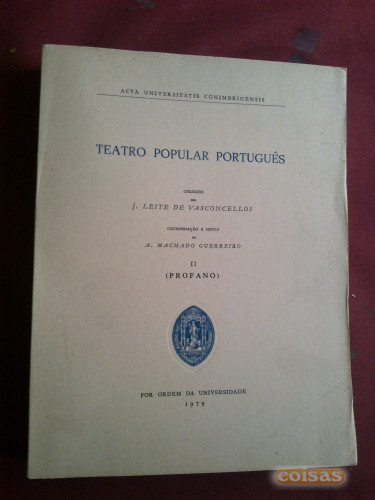 ACTA UNIVERSITATIS CONIMBRIGENSIS
TEATRO POPULAR PORTUGUÊS
COLIGIDO
POR
J. LEITE DE VASCONCELLOS
COORDENAÇÃO E NOTAS
DE
A. MACHADO GUERREIRO
II
(PROFANO)
POR ORDEM DA UNIVERSIDADE
1979
coisas